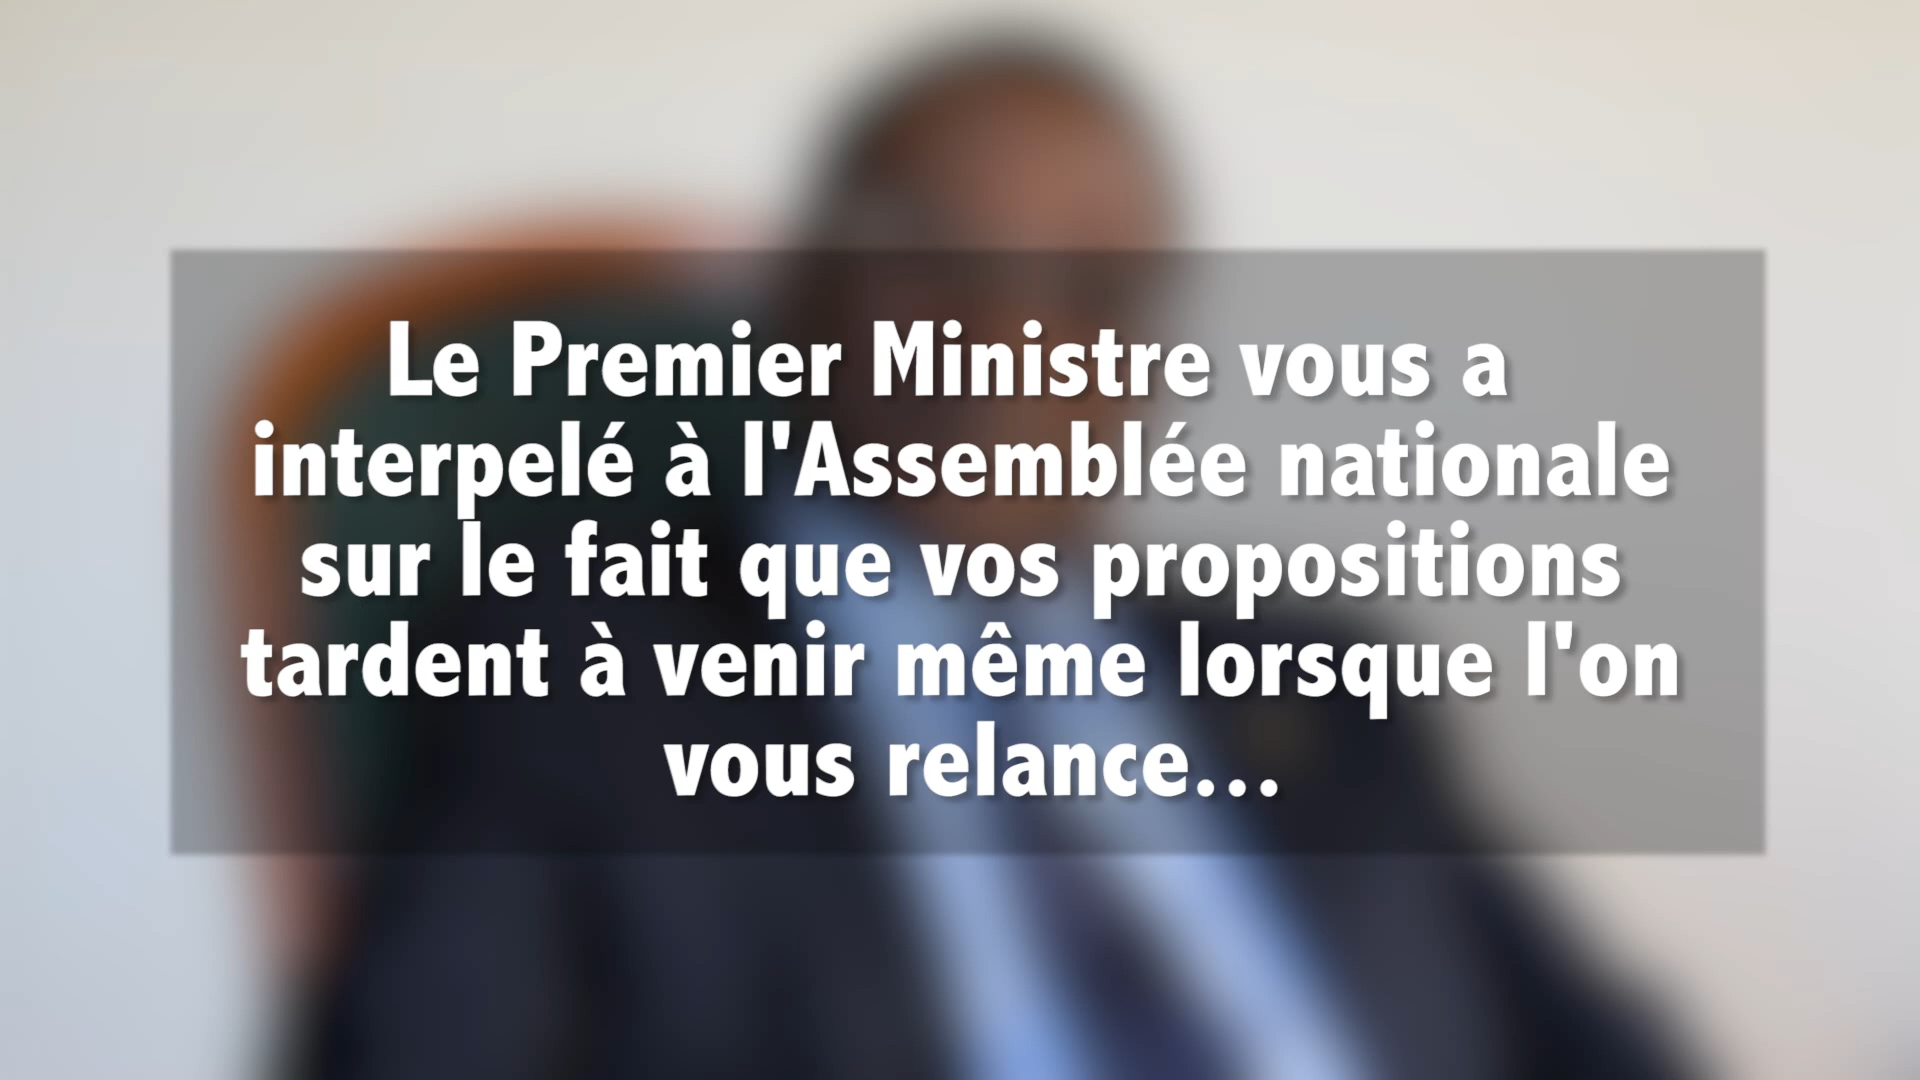 Le Premier Ministre vous a
interpelé à l'Assemblée nationale
sur le fait que vos propositions
tardent à venir même lorsque l'on
vous relance...